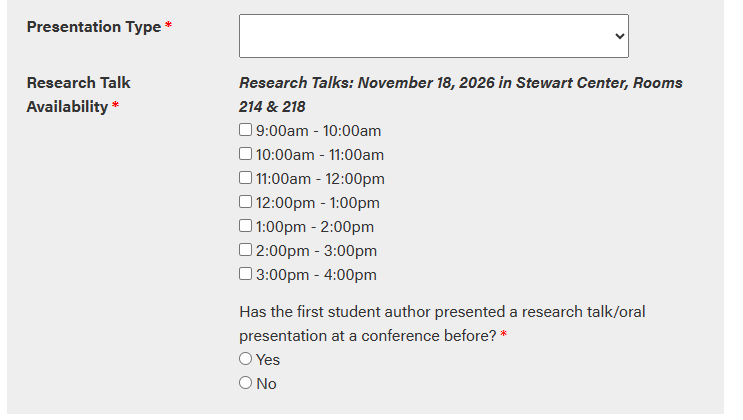 Presentation Type *
Research Talk
Availability *
Research Talks: November 18, 2026 in Stewart Center, Rooms
214 & 218
9:00am - 10:00am
10:00am - 11:00am
11:00am - 12:00pm
12:00pm - 1:00pm
1:00pm - 2:00pm
2:00pm - 3:00pm
3:00pm - 4:00pm
Has the first student author presented a research talk/oral
presentation at a conference before? *
Yes
No